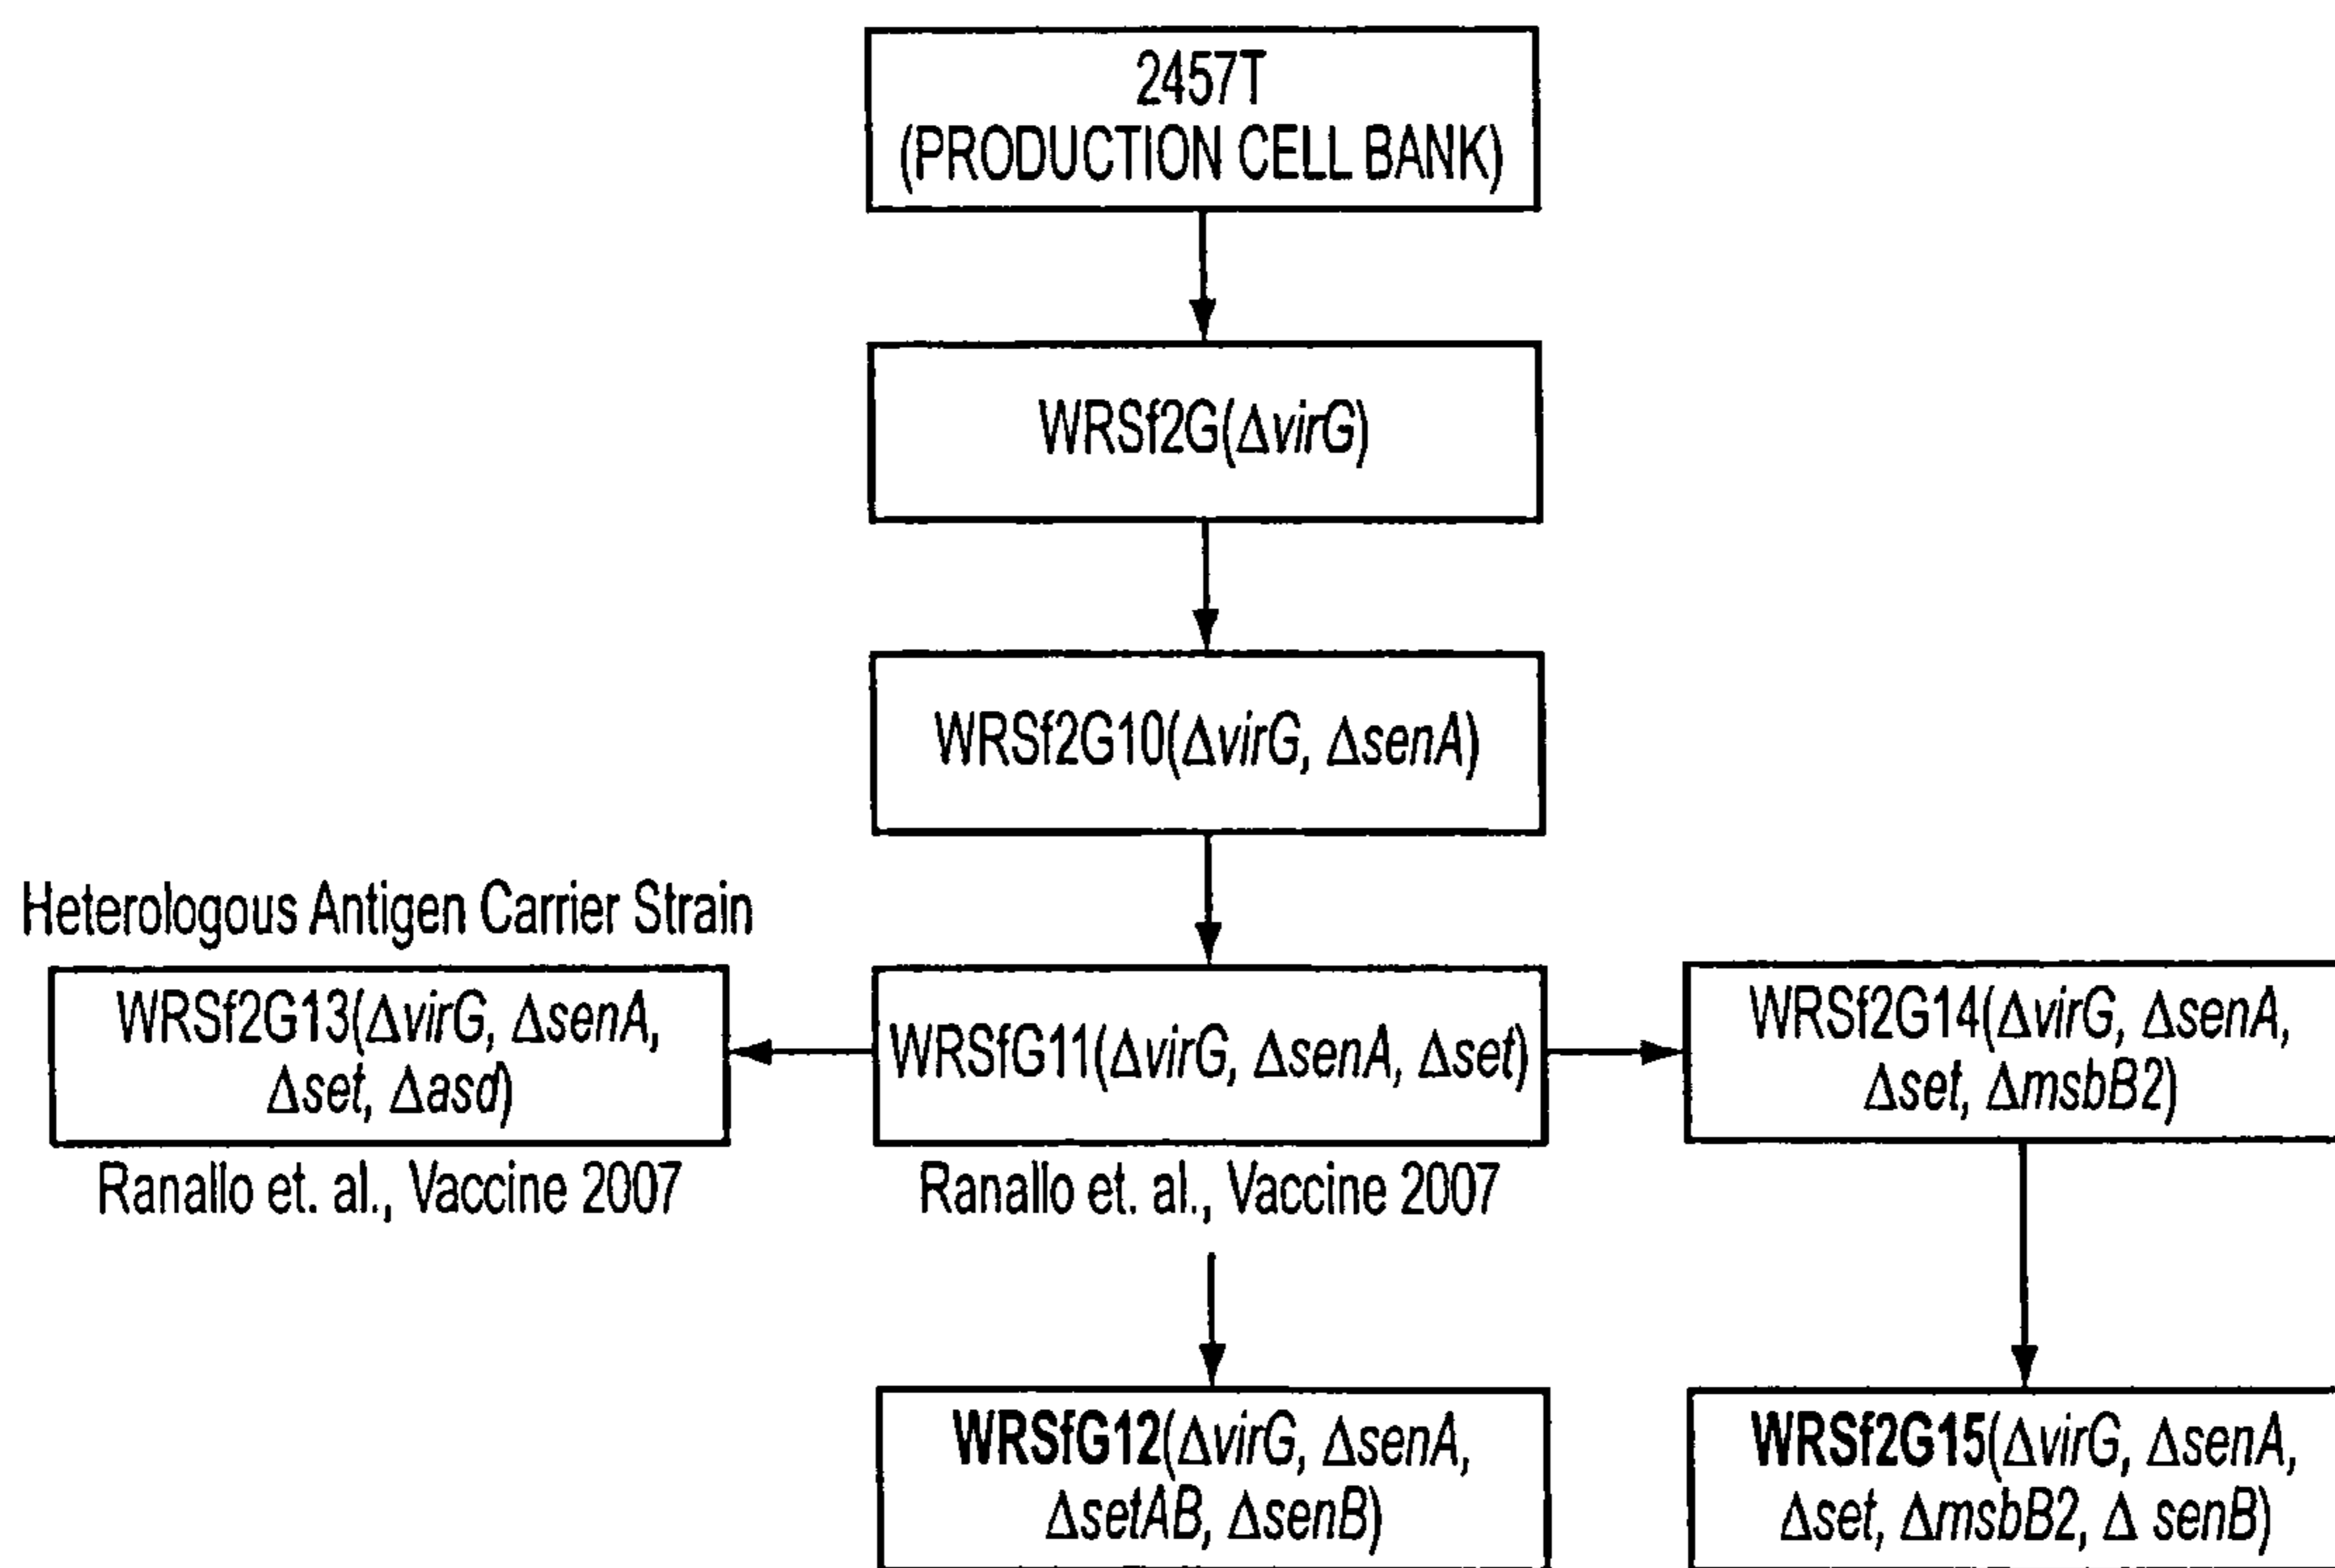 2457T
(PRODUCTION CELL BANK)
WRSf2G(ΔvirG)
WRSf2G10(ΔvirG, ΔsenA)
Heterologous Antigen Carrier Strain
WRSf2G13(ΔvirG, ΔsenA,
Δset, Δasd)
Ranallo et. al., Vaccine 2007
WRSfG11(ΔvirG, ΔsenA, Δset)
Ranallo et. al., Vaccine 2007
WRSf2G14(ΔvirG, ΔsenA,
Δset, ΔmsbB2)
WRSfG12(ΔvirG, ΔsenA,
ΔsetAB, ΔsenB)
WRSf2G15(ΔvirG, ΔsenA,
Δset, ΔmsbB2, Δ senB)